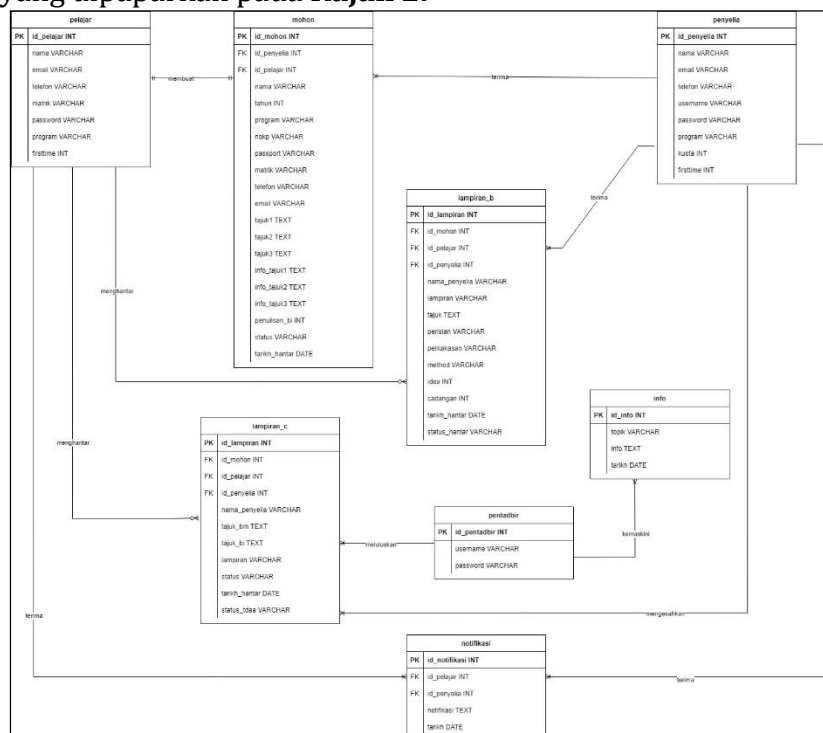 yang dipaparkan pada Rajah 2.
pelajar
PK id_pelajar INT
nama VARCHAR
email VARCHAR
telefon VARCHAR
matrik VARCHAR
password VARCHAR
program VARCHAR
firsttime INT
membuat
mohon
PK id_mohon INT
FK id_penyelia INT
FK id_pelajar INT
nama VARCHAR
tahun INT
program VARCHAR
nokp VARCHAR
passport VARCHAR
matrik VARCHAR
telefon VARCHAR
email VARCHAR
tajuk1 TEXT
tajuk2 TEXT
tajuk3 TEXT
info_tajuk1 TEXT
info_tajuk2 TEXT
info_tajuk3 TEXT
penulisan_bi INT
status VARCHAR
tarikh_hantar DATE
terima
penyelia
PK id_penyelia INT
nama VARCHAR
email VARCHAR
telefon VARCHAR
username VARCHAR
password VARCHAR
program VARCHAR
kuota INT
firsttime INT
terima
lampiran_b
PK id_lampiran INT
FK id_mohon INT
FK id_pelajar INT
FK id_penyelia INT
nama_penyelia VARCHAR
lampiran VARCHAR
tajuk TEXT
perisian VARCHAR
perkakasan VARCHAR
method VARCHAR
idea INT
cadangan INT
tarikh_hantar DATE
status_hantar VARCHAR
menghantar
info
PK id_info INT
topik VARCHAR
info TEXT
tarikh DATE
menghantar
lampiran_c
PK id_lampiran INT
FK id_mohon INT
FK id_pelajar INT
FK id_penyelia INT
nama_penyelia VARCHAR
tajuk_bm TEXT
tajuk_bi TEXT
lampiran VARCHAR
status VARCHAR
tarikh_hantar DATE
status_tdaa VARCHAR
meluluskan
pentadbir
PK id_pentadbir INT
username VARCHAR
password VARCHAR
kemaskini
mengesahkan
terima
notifikasi
PK id_notifikasi INT
FK id_pelajar INT
FK id_penyelia INT
notifikasi TEXT
tarikh DATE
terima